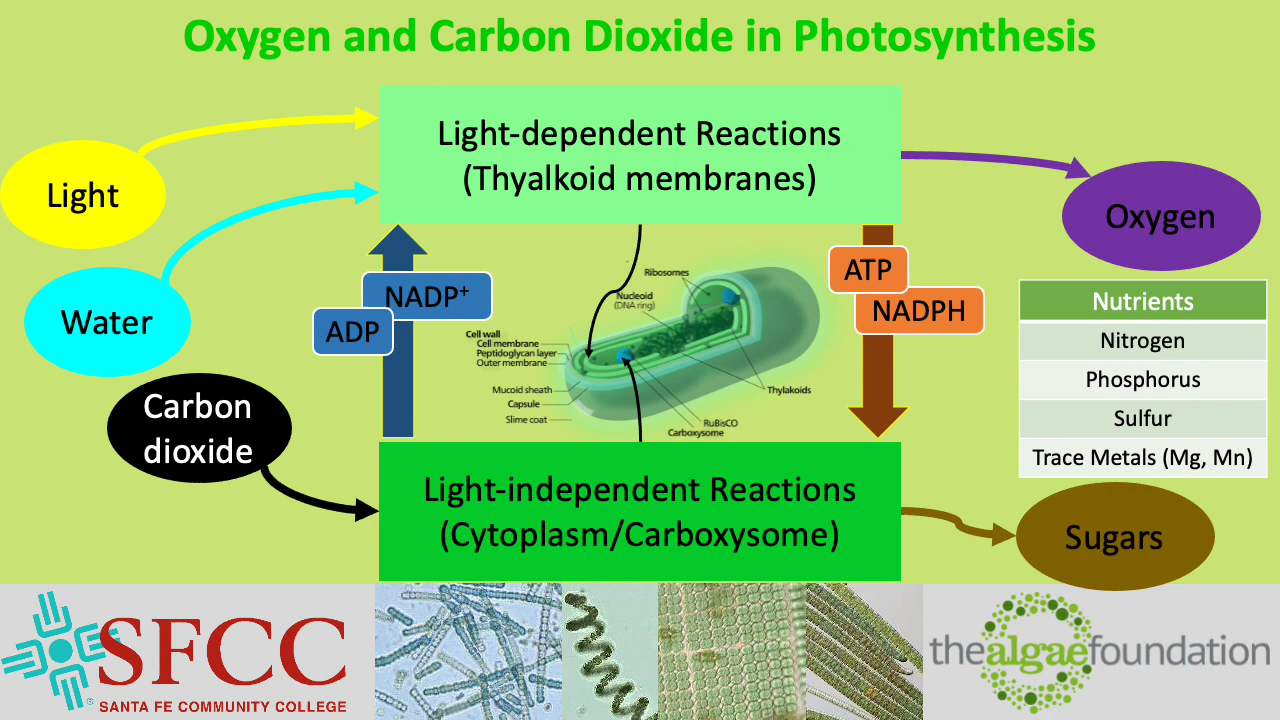 Oxygen and Carbon Dioxide in Photosynthesis
Light-dependent Reactions
(Thyalkoid membranes)
Light
Water
Carbon
dioxide
Oxygen
NADP+
ADP
ATP
NADPH
Ribosomes
Nucleoid
(DNA ring)
Cell wall
Cell membrane
Peptidoglycan layer
Outer membrane
Mucoid sheath
Capsule
Slime coat
Thylakoids
RuBisCO
Carboxysome
Nutrients
Nitrogen
Phosphorus
Sulfur
Trace Metals (Mg, Mn)
Light-independent Reactions
(Cytoplasm/Carboxysome)
Sugars
SFCC
®
SANTA FE COMMUNITY COLLEGE
thealgaefoundation